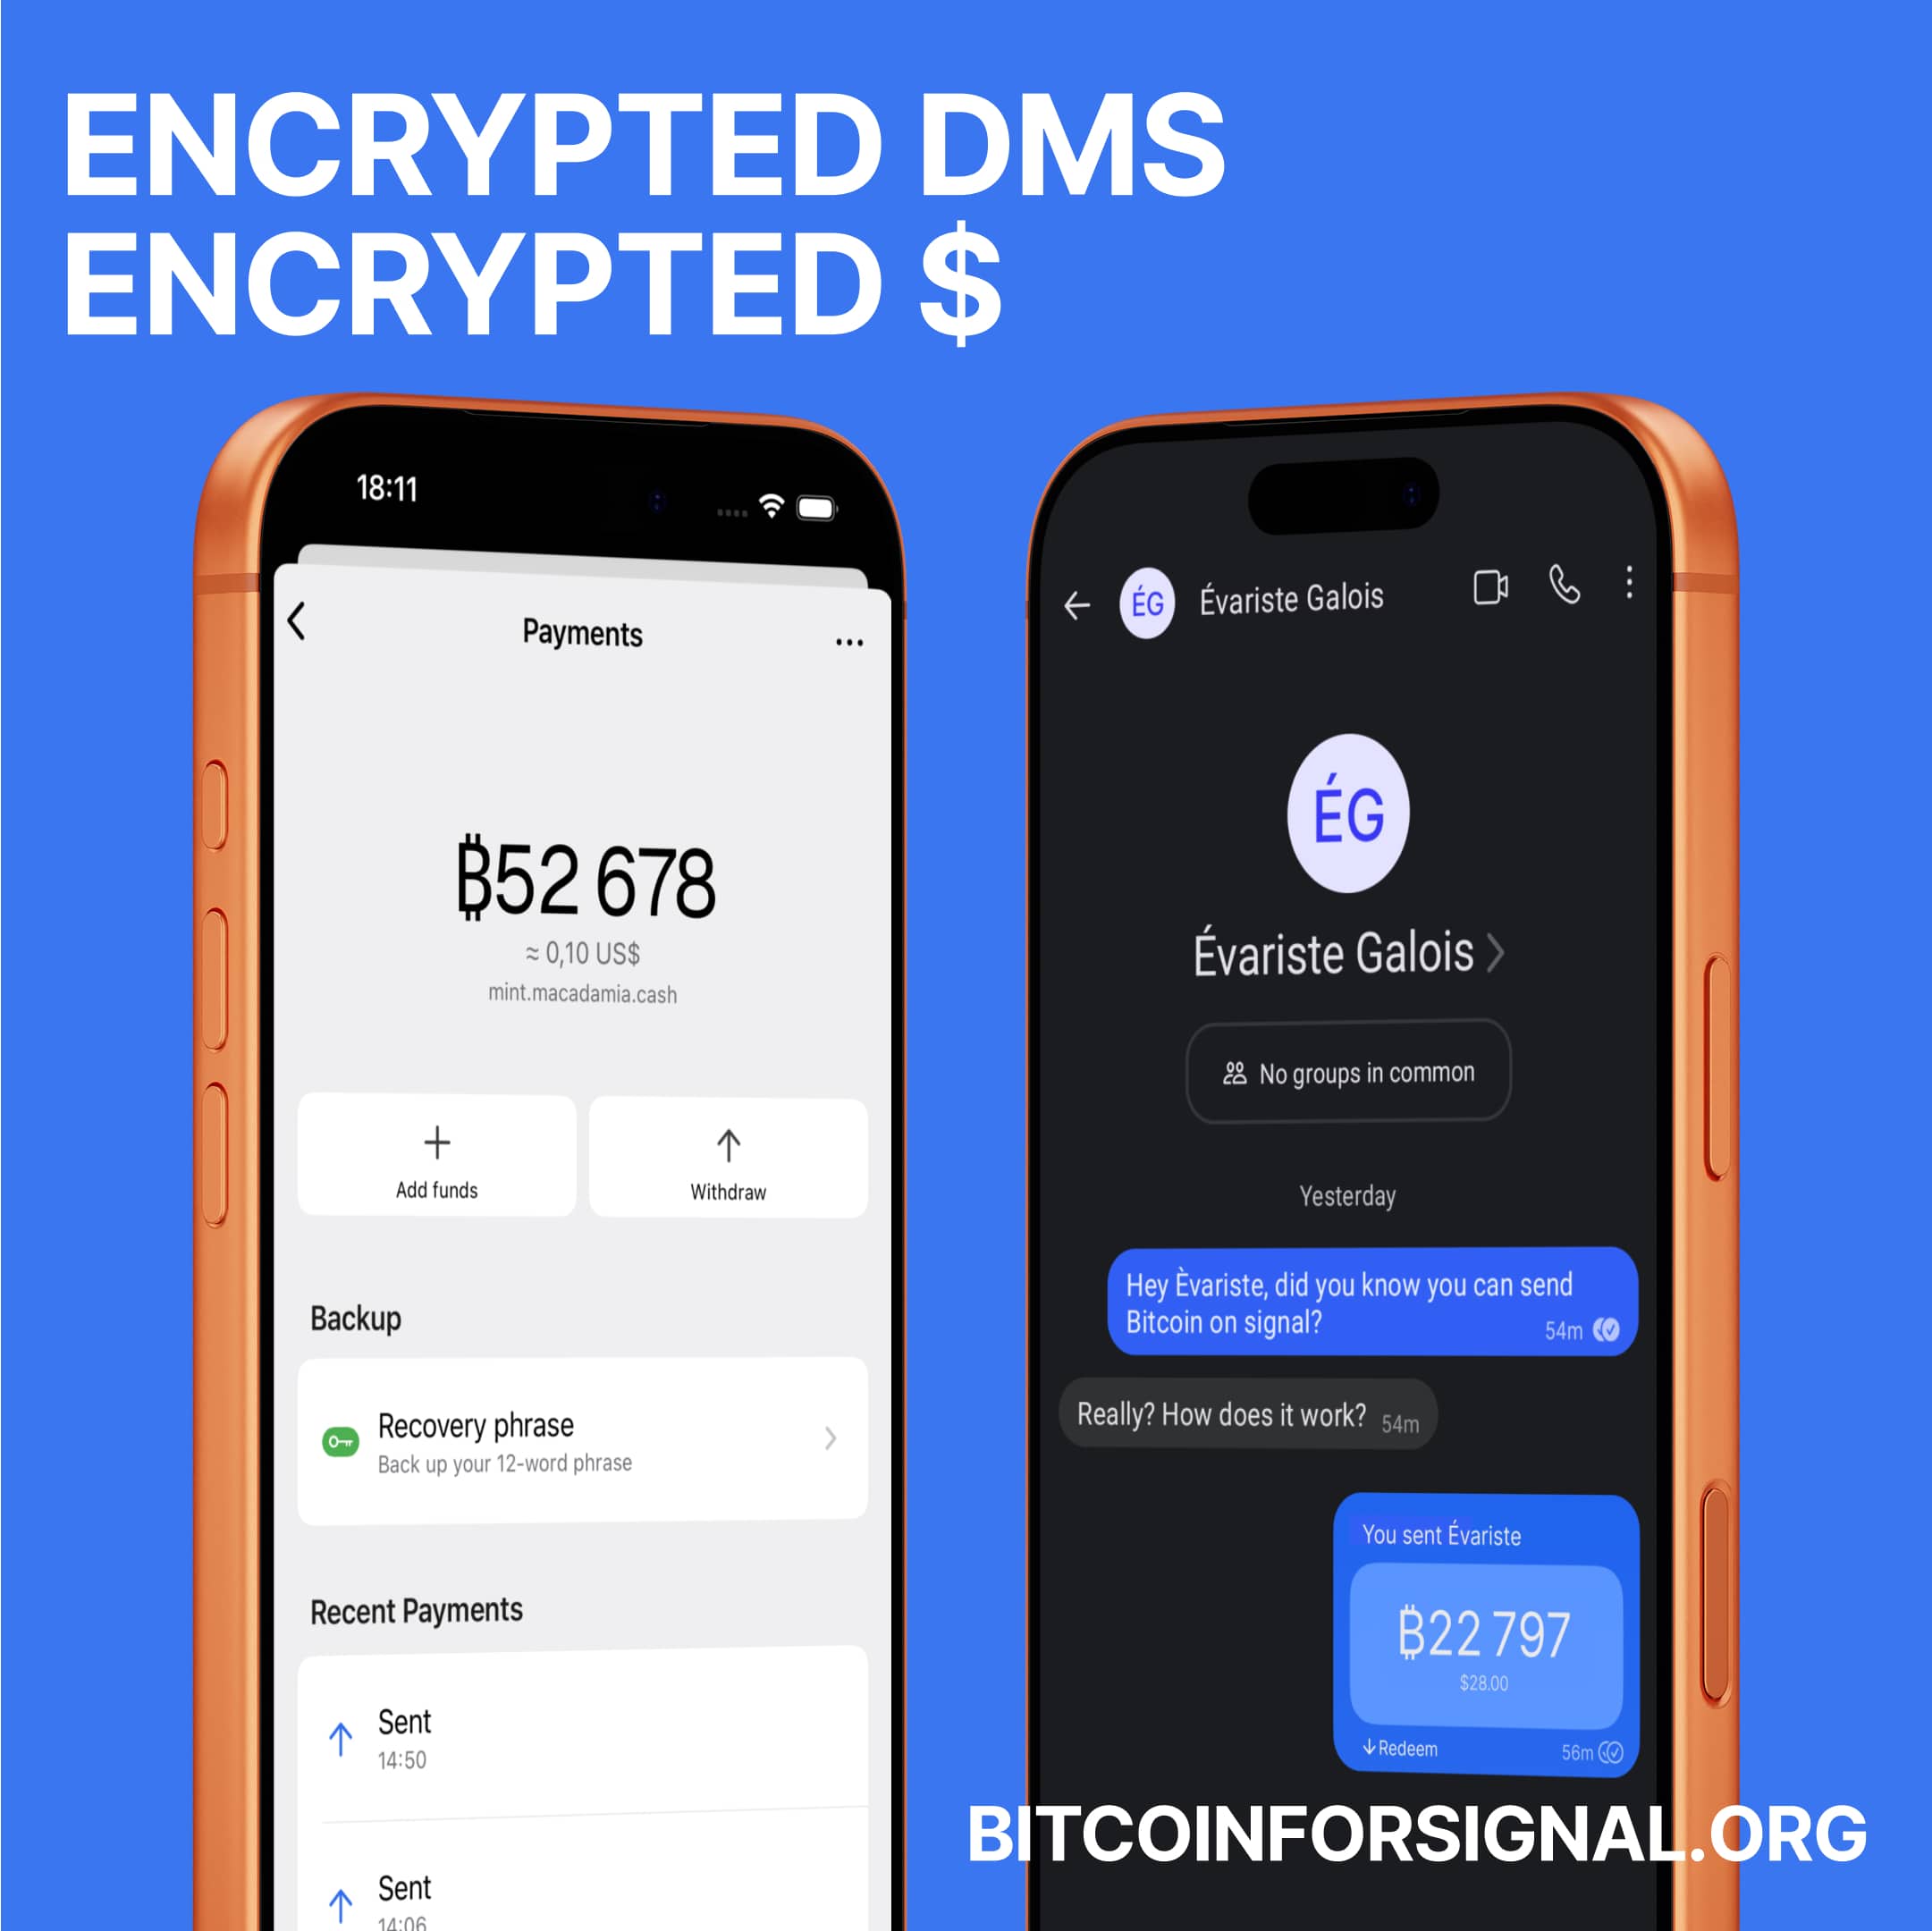 ENCRYPTED DMS
ENCRYPTED $
18:11
Payments
₿52 678
≈ 0,10 US$
mint.macadamia.cash
Add funds
Withdraw
Backup
Recovery phrase
Back up your 12-word phrase
Recent Payments
Sent
14:50
Sent
14:06
ÉG
Évariste Galois
ÉG
Évariste Galois
No groups in common
Yesterday
Hey Èvariste, did you know you can send
Bitcoin on signal?
54m
Really? How does it work?
54m
You sent Évariste
₿22 797
$28.00
Redeem
56m
BITCOINFORSIGNAL.ORG